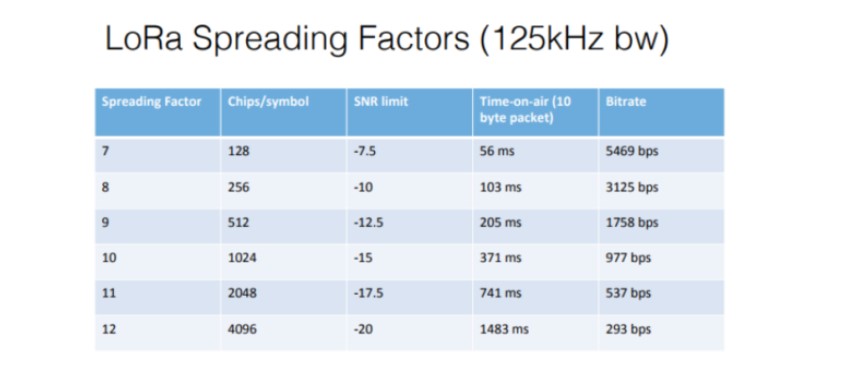 LoRa Spreading Factors (125kHz bw)
Spreading Factor Chips/symbol SNR limit Time-on-air (10 byte packet) Bitrate
7 128 -7.5 56 ms 5469 bps
8 256 -10 103 ms 3125 bps
9 512 -12.5 205 ms 1758 bps
10 1024 -15 371 ms 977 bps
11 2048 -17.5 741 ms 537 bps
12 4096 -20 1483 ms 293 bps